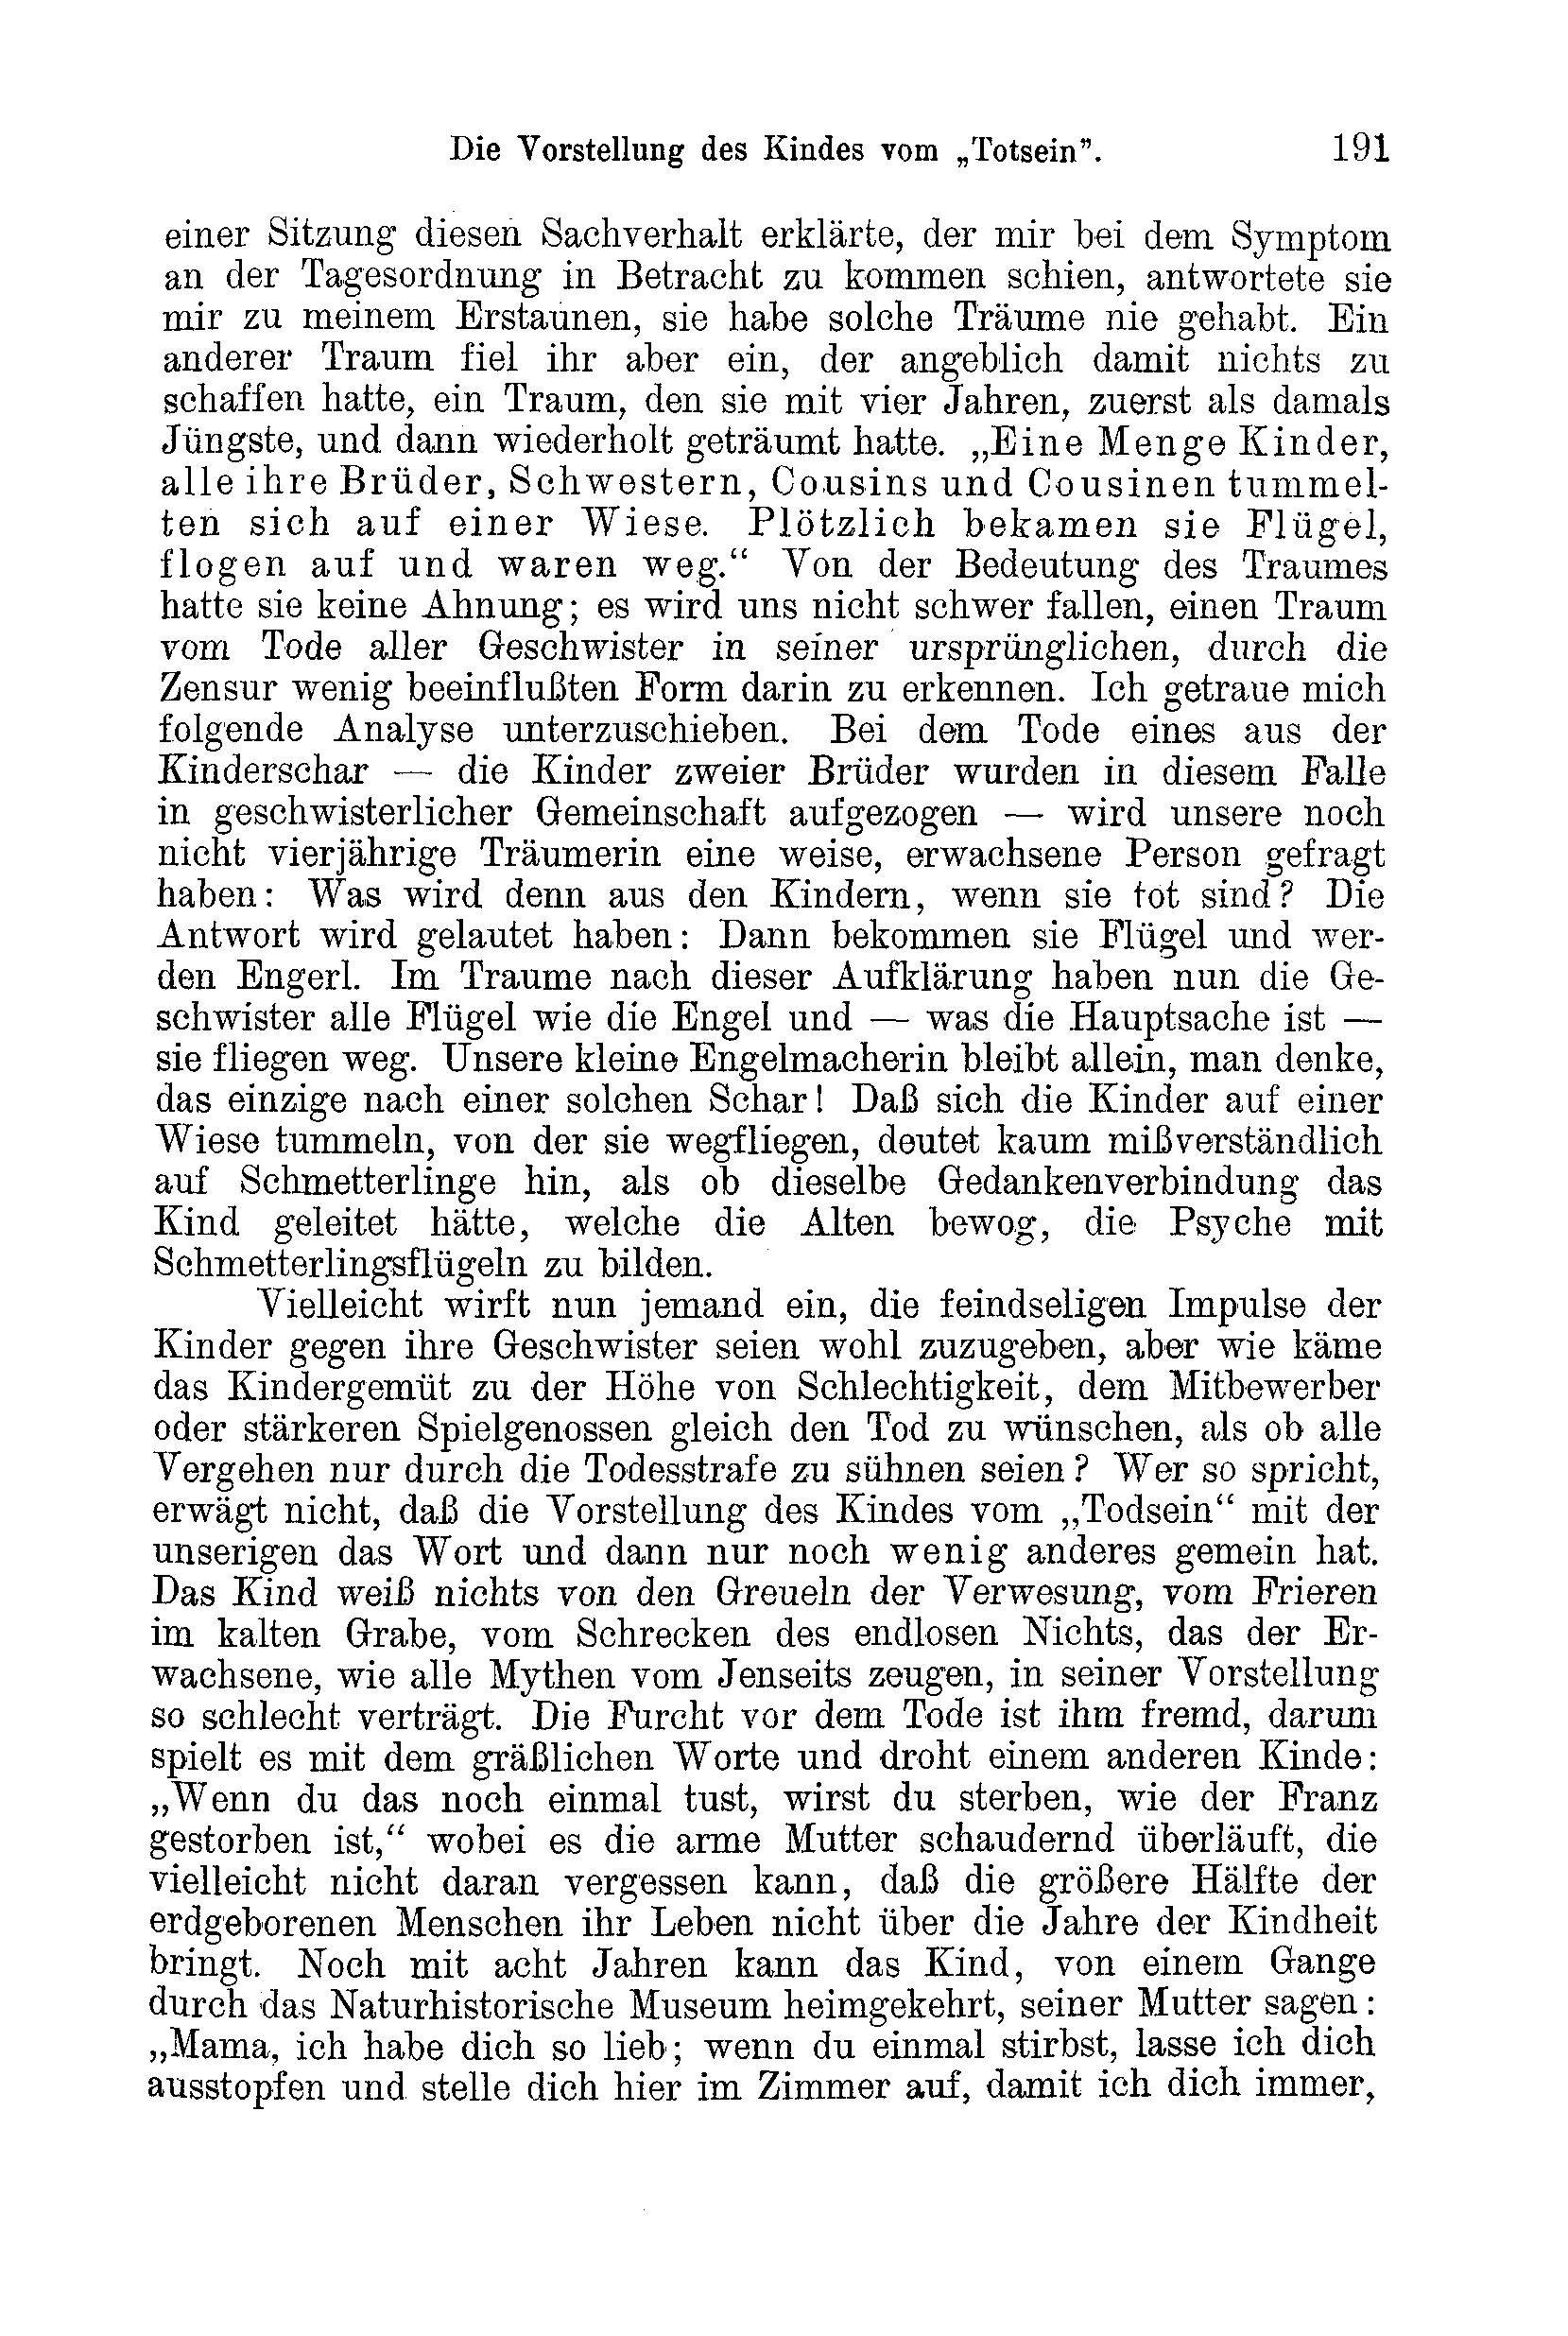 Die Vorstellung des Kindes vom „Totsein”. 191
einer Sitzung diesen Sachverhalt erklärte, der mir bei dem Symptom
an der Tagesordnung in Betracht zu kommen schien, antwortete sie
mir zu meinem Erstaunen, sie habe solche Träume nie gehabt. Ein
anderer Traum fiel ihr aber ein, der angeblich damit nichts zu
schaffen hatte, ein Traum, den sie mit vier Jahren, zuerst als damals
Jüngste, und dann wiederholt geträumt hatte. „Eine Menge Kinder,
alle ihre Brüder, Schwestern, Cousins und Cousinen tummel-
ten sich auf einer Wiese. Plötzlich bekamen sie Flügel,
flogen auf und waren weg.“ Von der Bedeutung des Traumes
hatte sie keine Ahnung; es wird uns nicht schwer fallen, einen Traum
vom Tode aller Geschwister in seiner ursprünglichen, durch die
Zensur wenig beeinflußten Form darin zu erkennen. Ich getraue mich
folgende Analyse unterzuschieben. Bei dem Tode eines aus der
Kinderschar — die Kinder zweier Brüder wurden in diesem Falle
in geschwisterlicher Gemeinschaft aufgezogen — wird unsere noch
nicht vierjährige Träumerin eine weise, erwachsene Person gefragt
haben: Was wird denn aus den Kindern, wenn sie tot sind? Die
Antwort wird gelautet haben: Dann bekommen sie Flügel und wer-
den Engerl. Im Traume nach dieser Aufklärung haben nun die Ge-
schwister alle Flügel wie die Engel und — was die Hauptsache ist —
sie fliegen weg. Unsere kleine Engelmacherin bleibt allein, man denke,
das einzige nach einer solchen Schar! Daß sich die Kinder auf einer
Wiese tummeln, von der sie wegfliegen, deutet kaum mißverständlich
auf Schmetterlinge hin, als ob dieselbe Gedankenverbindung das
Kind geleitet hätte, welche die Alten bewog, die Psyche mit
Schmetterlingsflügeln zu bilden.
Vielleicht wirft nun jemand ein, die feindseligen Impulse der
Kinder gegen ihre Geschwister seien wohl zuzugeben, aber wie käme
das Kindergemüt zu der Höhe von Schlechtigkeit, dem Mitbewerber
oder stärkeren Spielgenossen gleich den Tod zu wünschen, als ob alle
Vergehen nur durch die Todesstrafe zu sühnen seien? Wer so spricht,
erwägt nicht, daß die Vorstellung des Kindes vom „Todsein“ mit der
unserigen das Wort und dann nur noch wenig anderes gemein hat.
Das Kind weiß nichts von den Greueln der Verwesung, vom Frieren
im kalten Grabe, vom Schrecken des endlosen Nichts, das der Er-
wachsene, wie alle Mythen vom Jenseits zeugen, in seiner Vorstellung
so schlecht verträgt. Die Furcht vor dem Tode ist ihm fremd, darum
spielt es mit dem gräßlichen Worte und droht einem anderen Kinde:
„Wenn du das noch einmal tust, wirst du sterben, wie der Franz
gestorben ist,“ wobei es die arme Mutter schaudernd überläuft, die
vielleicht nicht daran vergessen kann, daß die größere Hälfte der
erdgeborenen Menschen ihr Leben nicht über die Jahre der Kindheit
bringt. Noch mit acht Jahren kann das Kind, von einem Gange
durch das Naturhistorische Museum heimgekehrt, seiner Mutter sagen:
„Mama, ich habe dich so lieb; wenn du einmal stirbst, lasse ich dich
ausstopfen und stelle dich hier im Zimmer auf, damit ich dich immer,